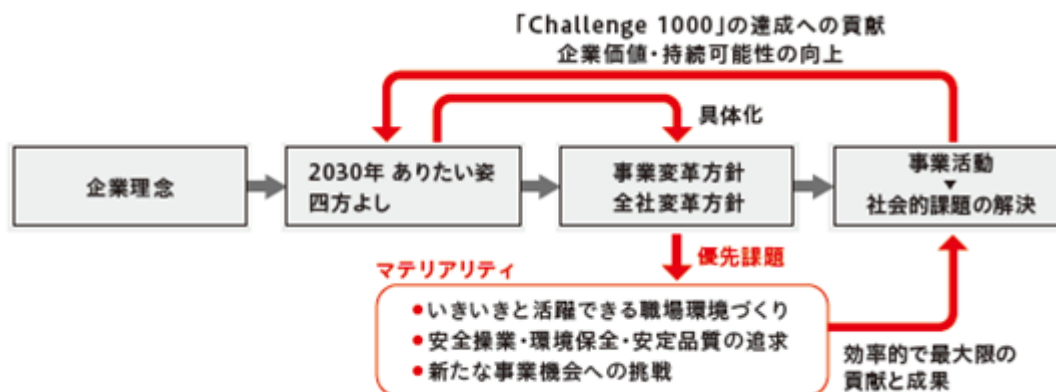 「Challenge 1000」の達成への貢献
企業価値・持続可能性の向上
具体化
企業理念
2030年 ありたい姿
四方よし
事業変革方針
全社変革方針
事業活動
▼
社会的課題の解決
優先課題
マテリアリティ
●いきいきと活躍できる職場環境づくり
●安全操業・環境保全・安定品質の追求
●新たな事業機会への挑戦
効率的で最大限の
貢献と成果